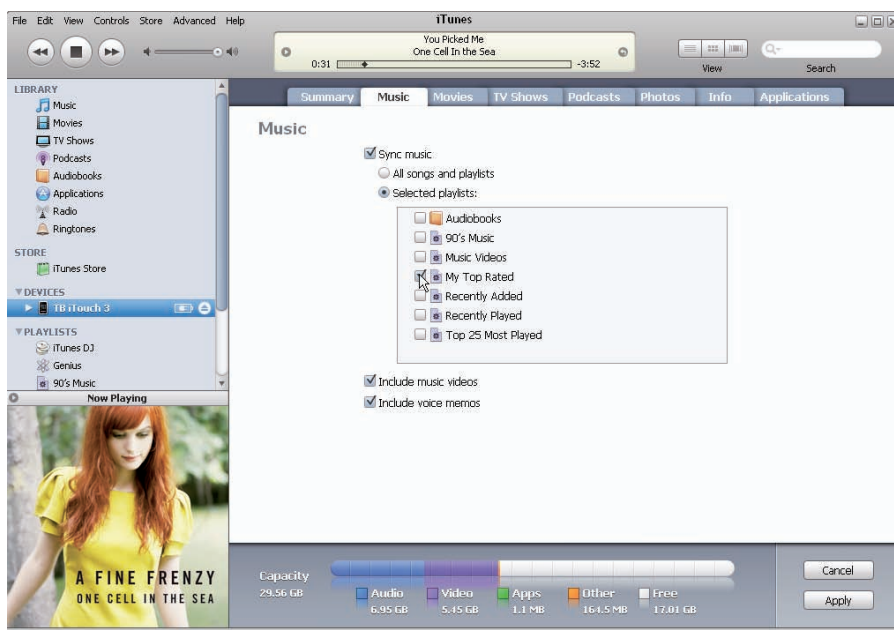 File Edit View Controls Store Advanced Help
iTunes
You Picked Me
One Cell In the Sea
0:31
-3:52
View
Search
LIBRARY
Music
Movies
TV Shows
Podcasts
Audiobooks
Applications
Radio
Ringtones
STORE
iTunes Store
DEVICES
TB iTouch 3
PLAYLISTS
iTunes DJ
Genius
90's Music
Now Playing
A FINE FRENZY
ONE CELL IN THE SEA
Summary Music Movies TV Shows Podcasts Photos Info Applications
Music
Sync music
All songs and playlists
Selected playlists:
Audiobooks
90's Music
Music Videos
My Top Rated
Recently Added
Recently Played
Top 25 Most Played
Include music videos
Include voice memos
Capacity
29.56 GB
Audio
6.95 GB
Video
5.45 GB
Apps
1.1 MB
Other
164.5 MB
Free
17.01 GB
Cancel
Apply